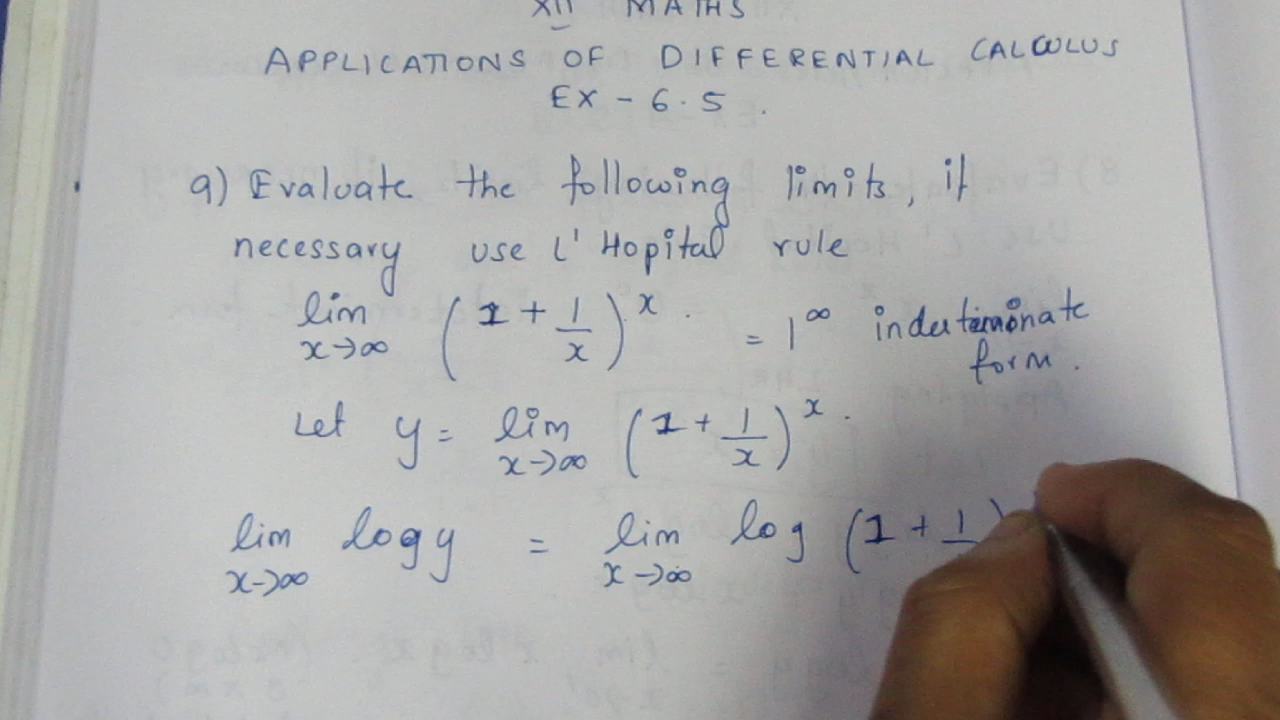 XII MATHS
APPLICATIONS OF DIFFERENTIAL CALCULUS
EX - 6.5.
9) Evaluate the following limits, if
necessary use l' Hopital rule
lim x→∞ (1 + 1/x)^x. = 1^∞ indeterminate
form.
Let y = lim x→∞ (1 + 1/x)^x.
lim x→∞ log y = lim x→∞ log (1 + 1